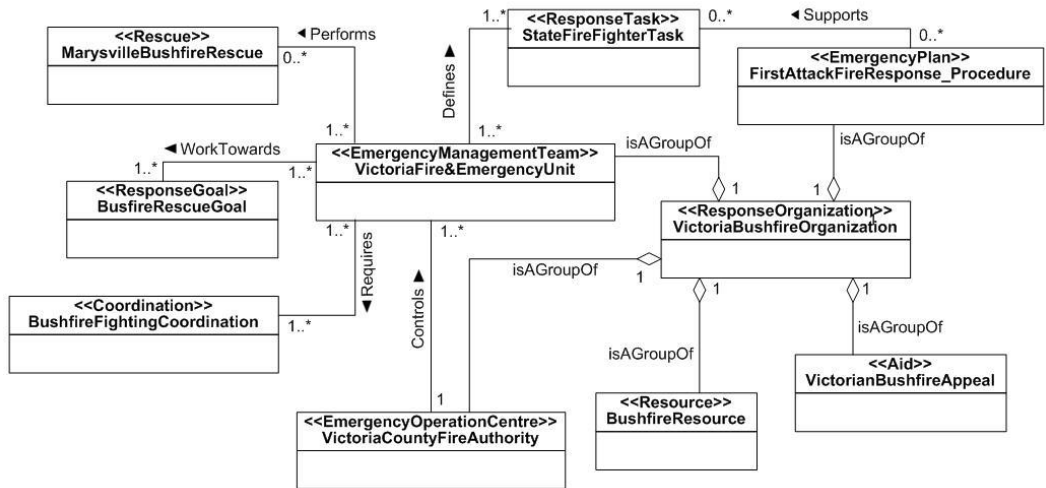 <<Rescue>>
MarysvilleBushfireRescue
0..*
◄ Performs
1..*
1..*
<<ResponseTask>>
StateFireFighterTask
0..*
◄ Supports
0..*
<<EmergencyPlan>>
FirstAttackFireResponse_Procedure
Defines ►
1..*
◄ WorkTowards
1..*
1..*
<<EmergencyManagementTeam>>
VictoriaFire&EmergencyUnit
isAGroupOf
1
isAGroupOf
1
<<ResponseGoal>>
BusfireRescueGoal
<<ResponseOrganization>>
VictoriaBushfireOrganization
1..*
◄ Requires
1..*
<<Coordination>>
BushfireFightingCoordination
1..*
Controls ►
1
isAGroupOf
1
1
isAGroupOf
1
isAGroupOf
<<EmergencyOperationCentre>>
VictoriaCountyFireAuthority
<<Resource>>
BushfireResource
<<Aid>>
VictorianBushfireAppeal